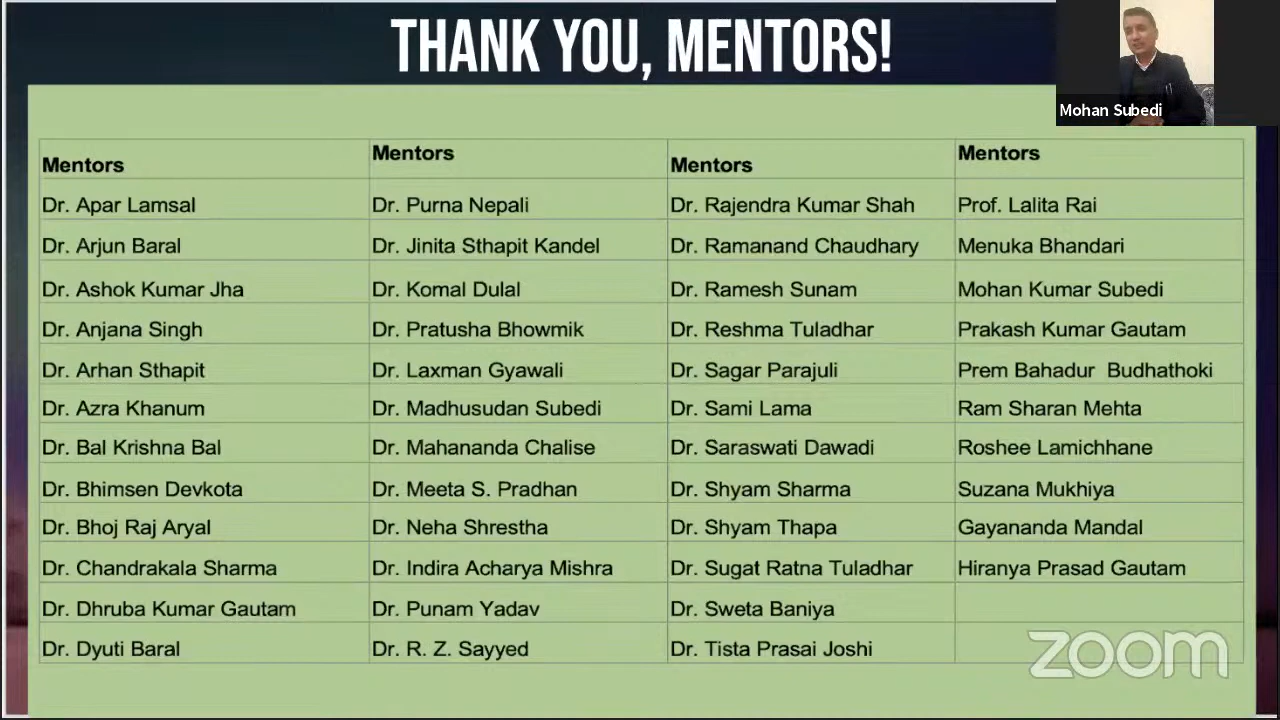 THANK YOU, MENTORS!
Mohan Subedi
Mentors Mentors Mentors Mentors
Dr. Apar Lamsal Dr. Purna Nepali Dr. Rajendra Kumar Shah Prof. Lalita Rai
Dr. Arjun Baral Dr. Jinita Sthapit Kandel Dr. Ramanand Chaudhary Menuka Bhandari
Dr. Ashok Kumar Jha Dr. Komal Dulal Dr. Ramesh Sunam Mohan Kumar Subedi
Dr. Anjana Singh Dr. Pratusha Bhowmik Dr. Reshma Tuladhar Prakash Kumar Gautam
Dr. Arhan Sthapit Dr. Laxman Gyawali Dr. Sagar Parajuli Prem Bahadur Budhathoki
Dr. Azra Khanum Dr. Madhusudan Subedi Dr. Sami Lama Ram Sharan Mehta
Dr. Bal Krishna Bal Dr. Mahananda Chalise Dr. Saraswati Dawadi Roshee Lamichhane
Dr. Bhimsen Devkota Dr. Meeta S. Pradhan Dr. Shyam Sharma Suzana Mukhiya
Dr. Bhoj Raj Aryal Dr. Neha Shrestha Dr. Shyam Thapa Gayananda Mandal
Dr. Chandrakala Sharma Dr. Indira Acharya Mishra Dr. Sugat Ratna Tuladhar Hiranya Prasad Gautam
Dr. Dhruba Kumar Gautam Dr. Punam Yadav Dr. Sweta Baniya
Dr. Dyuti Baral Dr. R. Z. Sayyed Dr. Tista Prasai Joshi
zoom